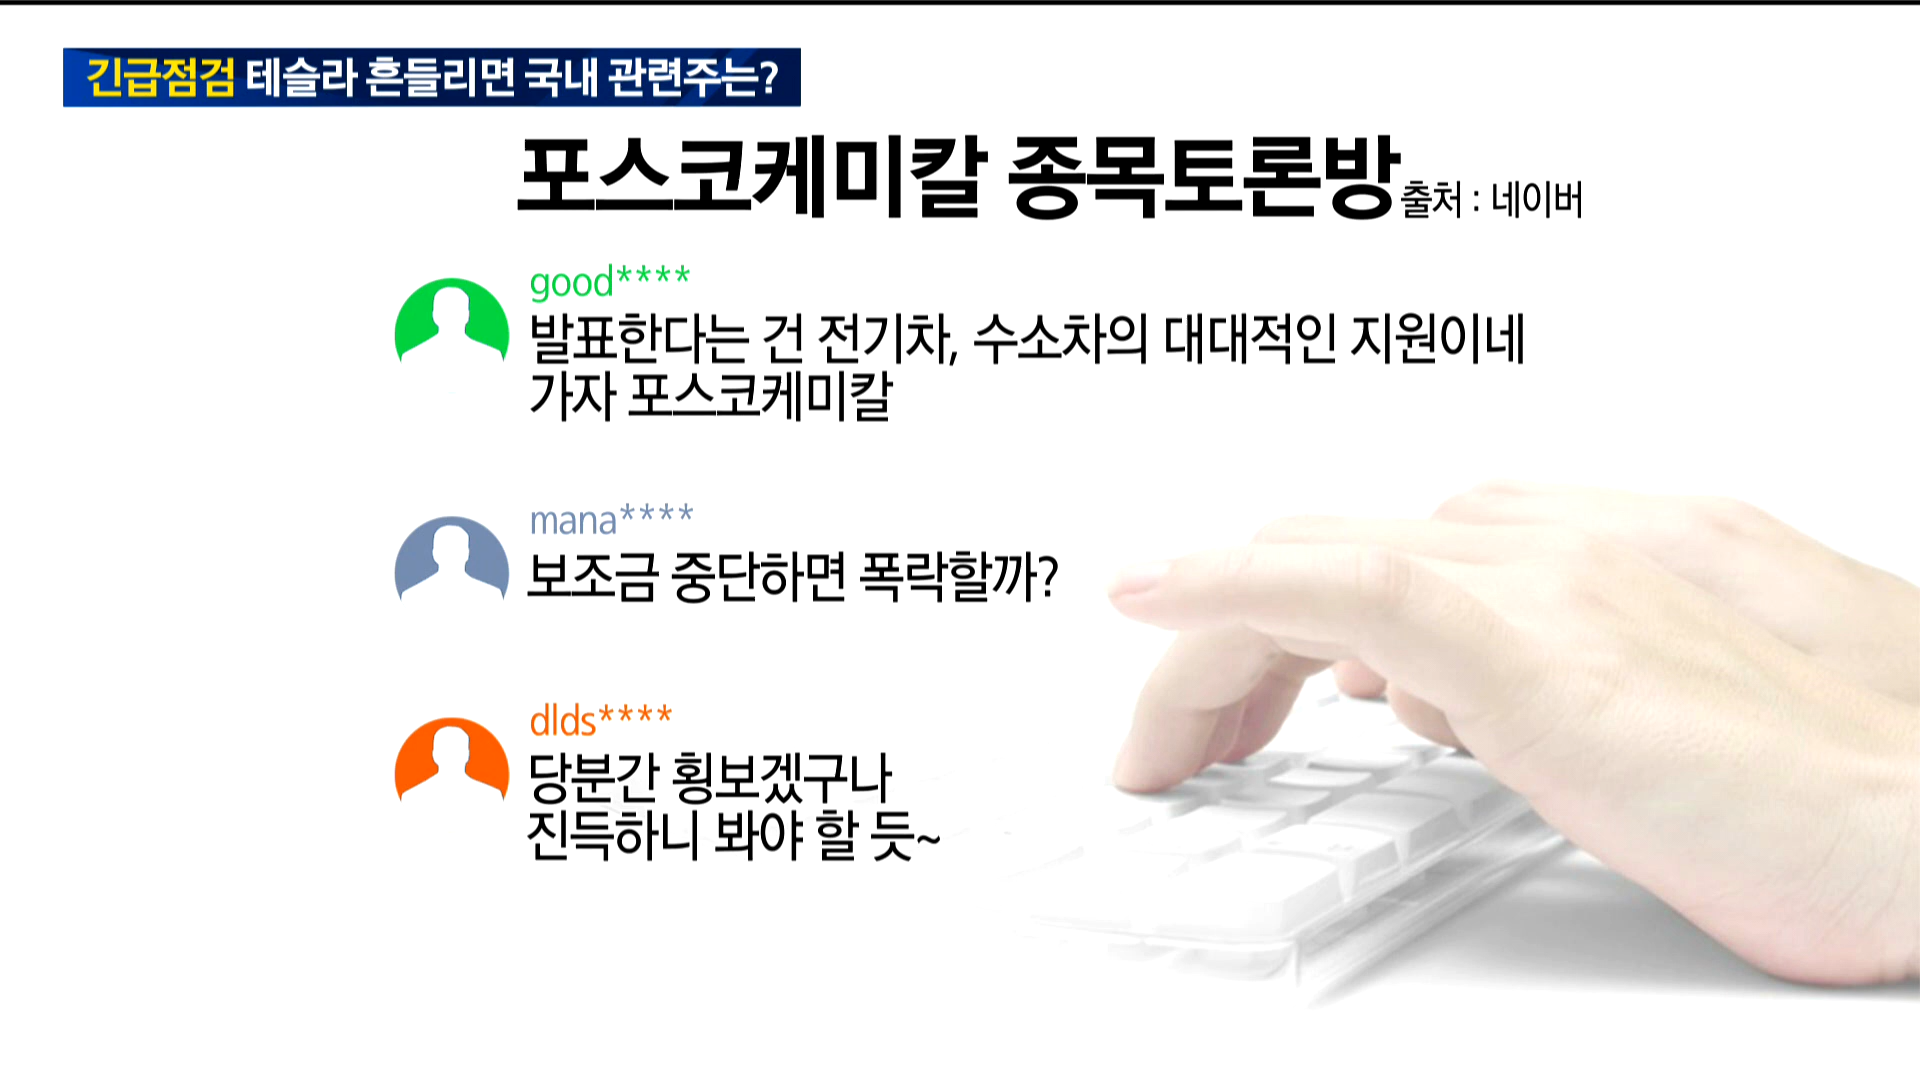 긴급점검 테슬라 흔들리면 국내 관련주는?
포스코케미칼 종목토론방 출처 : 네이버
good****
발표한다는 건 전기차, 수소차의 대대적인 지원이네
가자 포스코케미칼
mana****
보조금 중단하면 폭락할까?
dlds****
당분간 횡보겠구나
진득하니 봐야 할 듯~